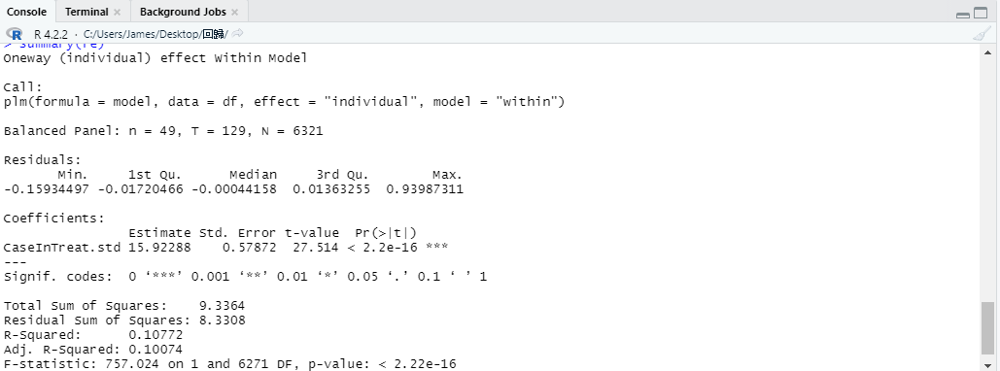 Console Terminal × Background Jobs ×
R 4.2.2 · C:/Users/James/Desktop/回歸/
> summary(re)
Oneway (individual) effect Within Model
Call:
plm(formula = model, data = df, effect = "individual", model = "within")
Balanced Panel: n = 49, T = 129, N = 6321
Residuals:
Min. 1st Qu. Median 3rd Qu. Max.
-0.15934497 -0.01720466 -0.00044158 0.01363255 0.93987311
Coefficients:
Estimate Std. Error t-value Pr(>|t|)
CaseInTreat.std 15.92288 0.57872 27.514 < 2.2e-16 ***
---
Signif. codes: 0 ‘***’ 0.001 ‘**’ 0.01 ‘*’ 0.05 ‘.’ 0.1 ‘ ’ 1
Total Sum of Squares: 9.3364
Residual Sum of Squares: 8.3308
R-Squared: 0.10772
Adj. R-Squared: 0.10074
F-statistic: 757.024 on 1 and 6271 DF, p-value: < 2.22e-16